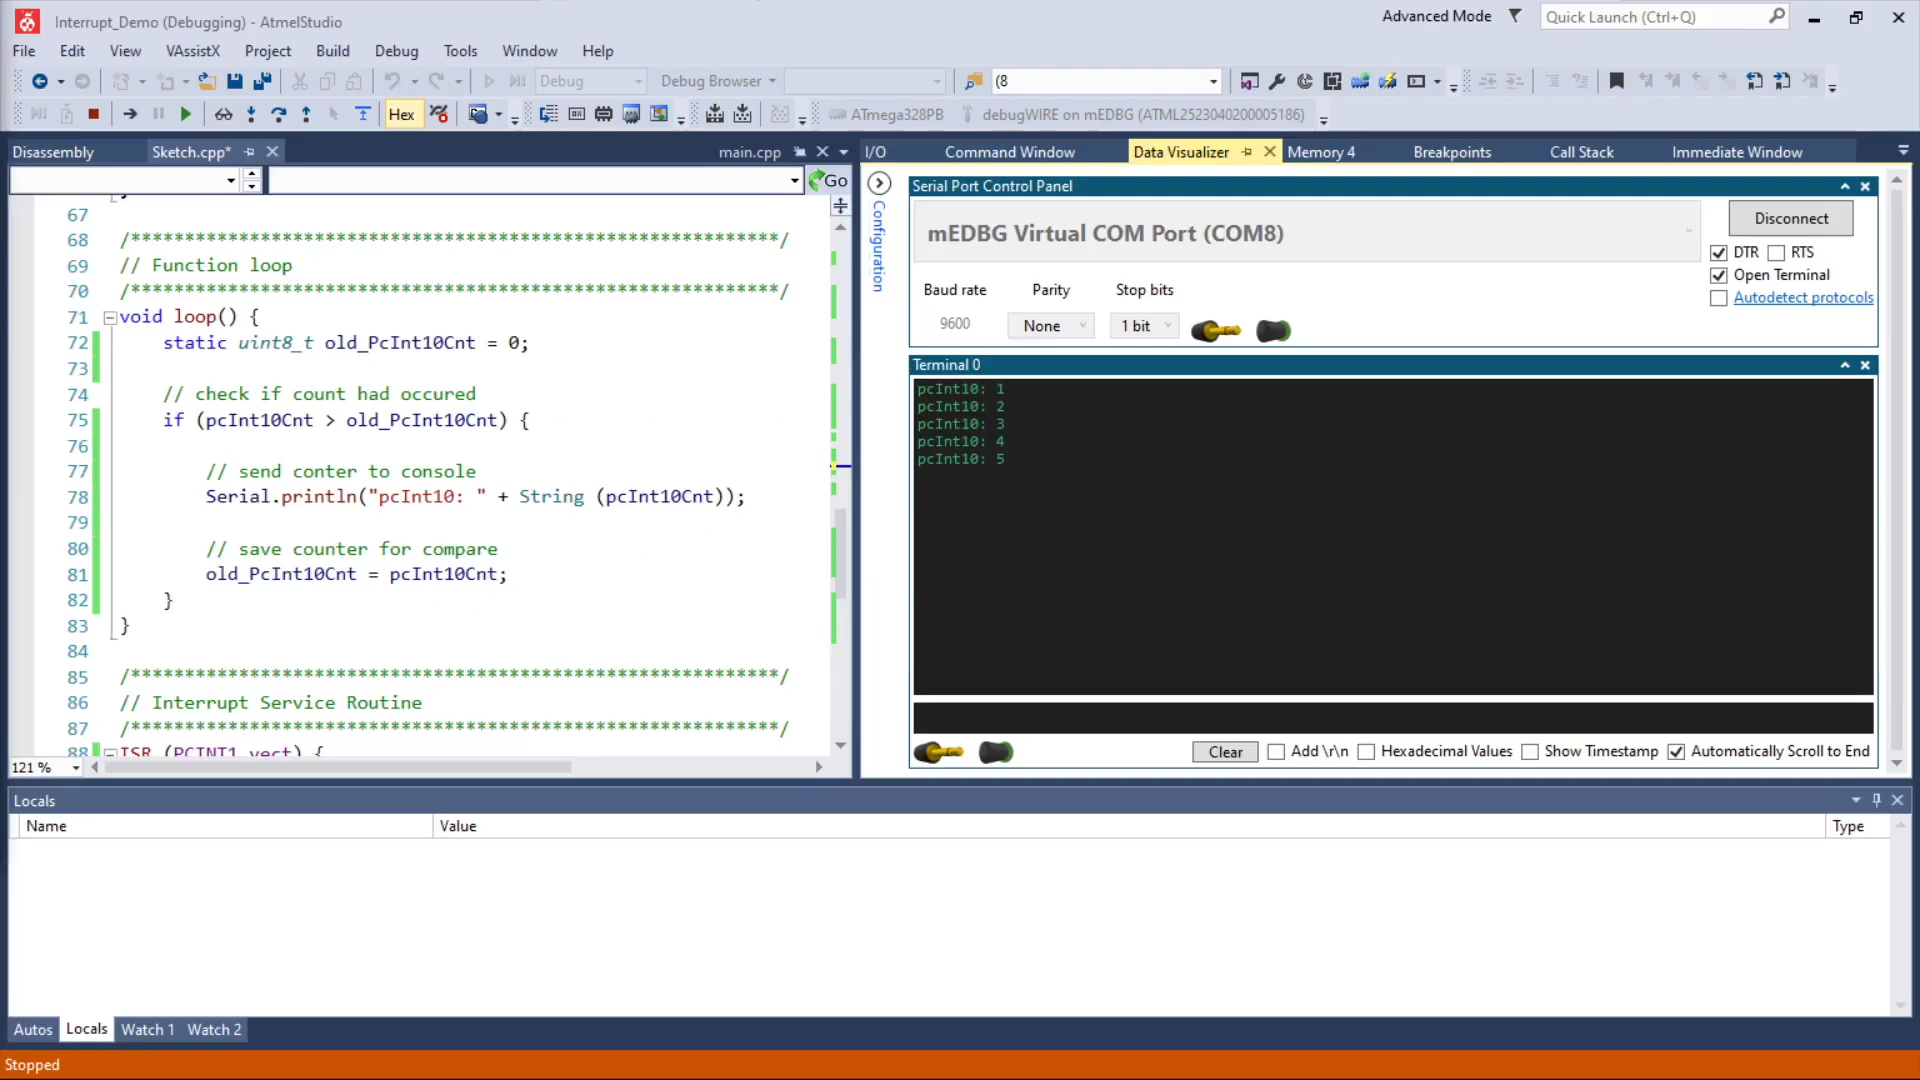 Interrupt_Demo (Debugging) - AtmelStudio
Advanced Mode
Quick Launch (Ctrl+Q)
File Edit View VAssistX Project Build Debug Tools Window Help
Debug
Debug Browser
(8
Hex
ATmega328PB
debugWIRE on mEDBG (ATML2523040200005186)
Disassembly
Sketch.cpp*
main.cpp
I/O
Command Window
Data Visualizer
Memory 4
Breakpoints
Call Stack
Immediate Window
Go
67
68 /************************************************************/
69 // Function loop
70 /************************************************************/
71 void loop() {
72 static uint8_t old_PcInt10Cnt = 0;
73
74 // check if count had occured
75 if (pcInt10Cnt > old_PcInt10Cnt) {
76
77 // send conter to console
78 Serial.println("pcInt10: " + String (pcInt10Cnt));
79
80 // save counter for compare
81 old_PcInt10Cnt = pcInt10Cnt;
82 }
83 }
84
85 /************************************************************/
86 // Interrupt Service Routine
87 /************************************************************/
88 ISR (PCINT1_vect) {
121 %
Configuration
Serial Port Control Panel
mEDBG Virtual COM Port (COM8)
Disconnect
DTR RTS
Open Terminal
Autodetect protocols
Baud rate Parity Stop bits
9600 None 1 bit
Terminal 0
pcInt10: 1
pcInt10: 2
pcInt10: 3
pcInt10: 4
pcInt10: 5
Clear Add \r\n Hexadecimal Values Show Timestamp Automatically Scroll to End
Locals
Name Value Type
Autos Locals Watch 1 Watch 2
Stopped